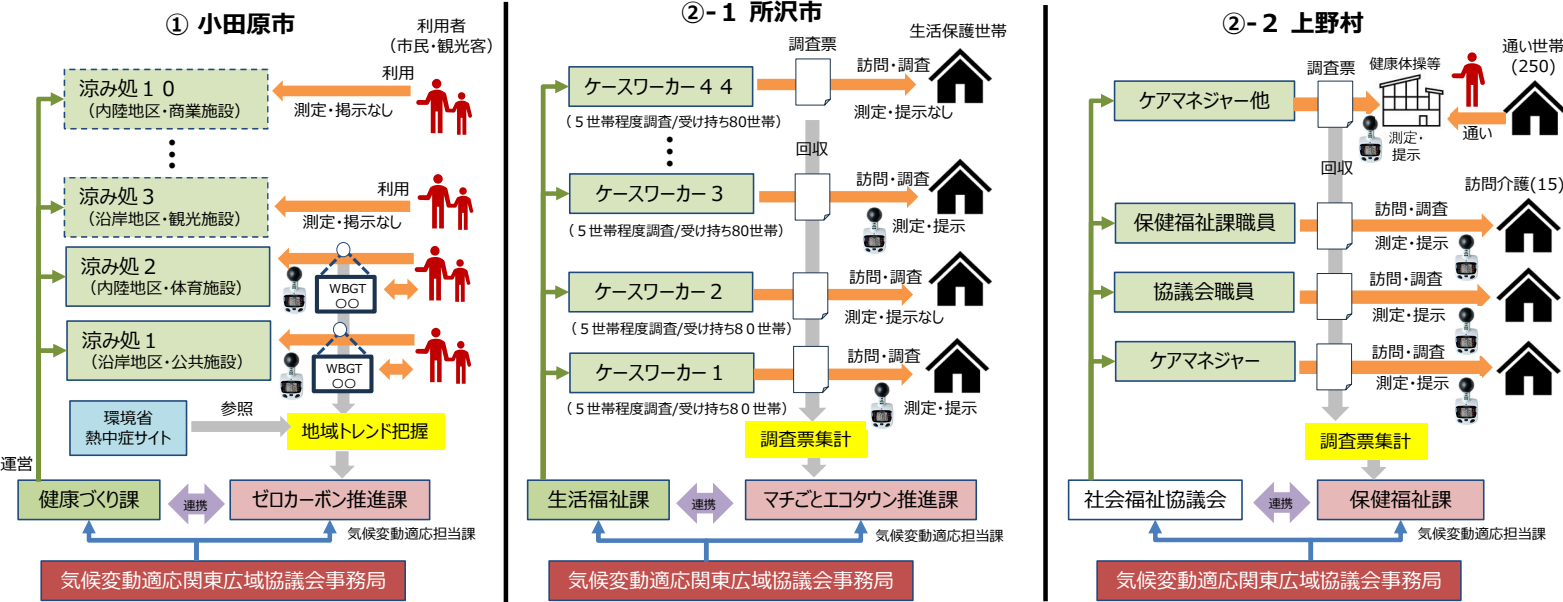 ① 小田原市
利用者
(市民・観光客)
涼み処１０
(内陸地区・商業施設)
利用
測定・掲示なし
涼み処３
(沿岸地区・観光施設)
利用
測定・掲示なし
涼み処２
(内陸地区・体育施設)
WBGT
○○
涼み処１
(沿岸地区・公共施設)
WBGT
○○
環境省
熱中症サイト
参照
地域トレンド把握
運営
健康づくり課
連携
ゼロカーボン推進課
気候変動適応担当課
気候変動適応関東広域協議会事務局
②-１ 所沢市
調査票
生活保護世帯
ケースワーカー４４
(５世帯程度調査/受け持ち80世帯)
訪問・調査
測定・提示なし
回収
ケースワーカー３
(５世帯程度調査/受け持ち80世帯)
訪問・調査
測定・提示
ケースワーカー２
(５世帯程度調査/受け持ち８０世帯)
訪問・調査
測定・提示なし
ケースワーカー１
(５世帯程度調査/受け持ち８０世帯)
訪問・調査
測定・提示
調査票集計
生活福祉課
連携
マチごとエコタウン推進課
気候変動適応担当課
気候変動適応関東広域協議会事務局
②-２ 上野村
調査票
健康体操等
通い世帯
(250)
ケアマネジャー他
測定・
提示
通い
回収
訪問介護(15)
保健福祉課職員
訪問・調査
測定・提示
協議会職員
訪問・調査
測定・提示
ケアマネジャー
訪問・調査
測定・提示
調査票集計
社会福祉協議会
連携
保健福祉課
気候変動適応担当課
気候変動適応関東広域協議会事務局